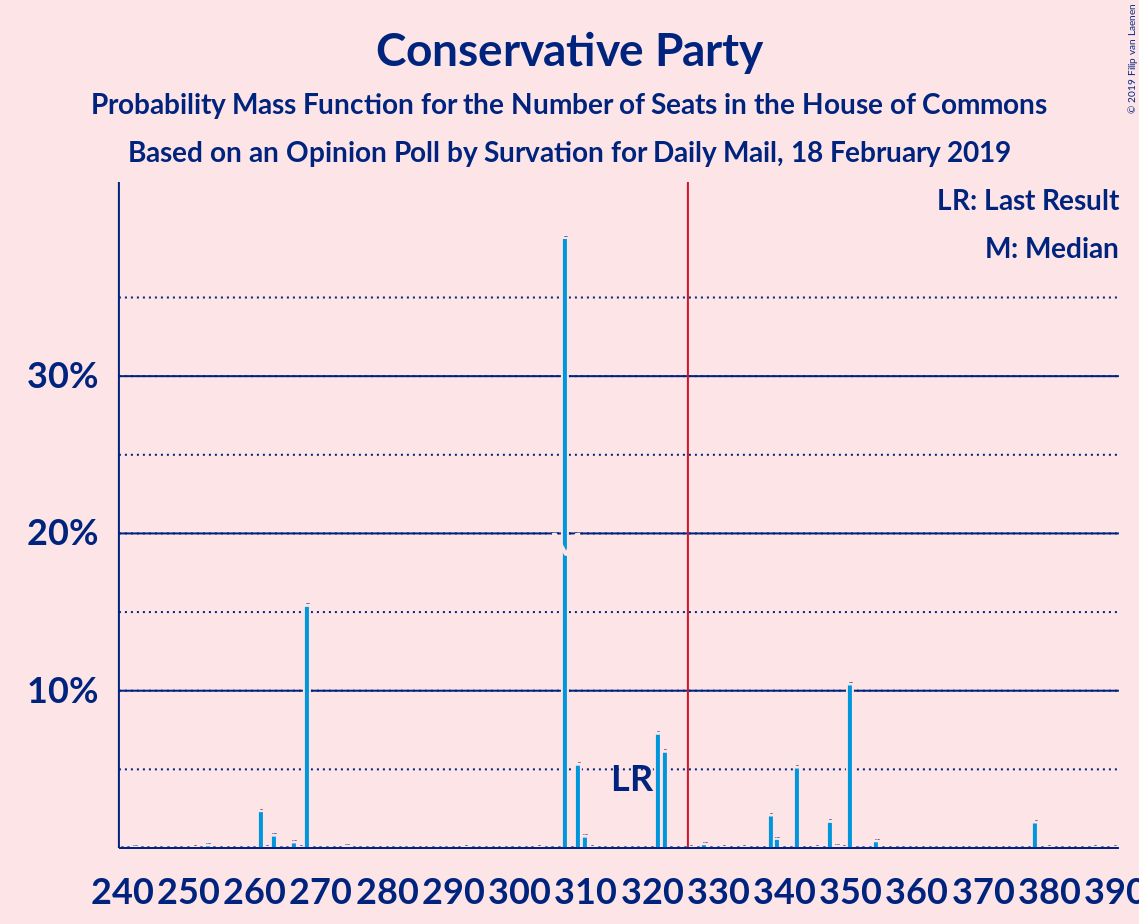 Conservative Party
Probability Mass Function for the Number of Seats in the House of Commons
Based on an Opinion Poll by Survation for Daily Mail, 18 February 2019
© 2019 Filip van Laenen
LR: Last Result
M: Median
30%
20%
10%
LR
240 250 260 270 280 290 300 310 320 330 340 350 360 370 380 390